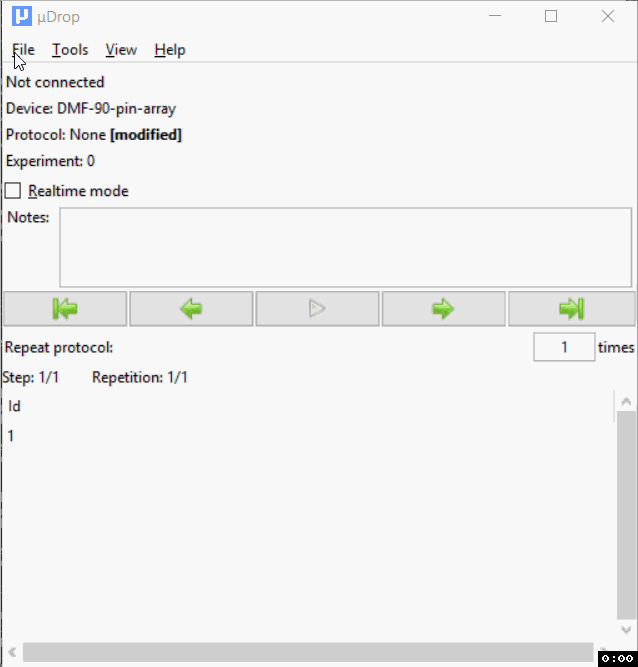 μ μDrop
File Tools View Help
Not connected
Device: DMF-90-pin-array
Protocol: None [modified]
Experiment: 0
Realtime mode
Notes:
Repeat protocol: 1 times
Step: 1/1 Repetition: 1/1
Id
1
0:00